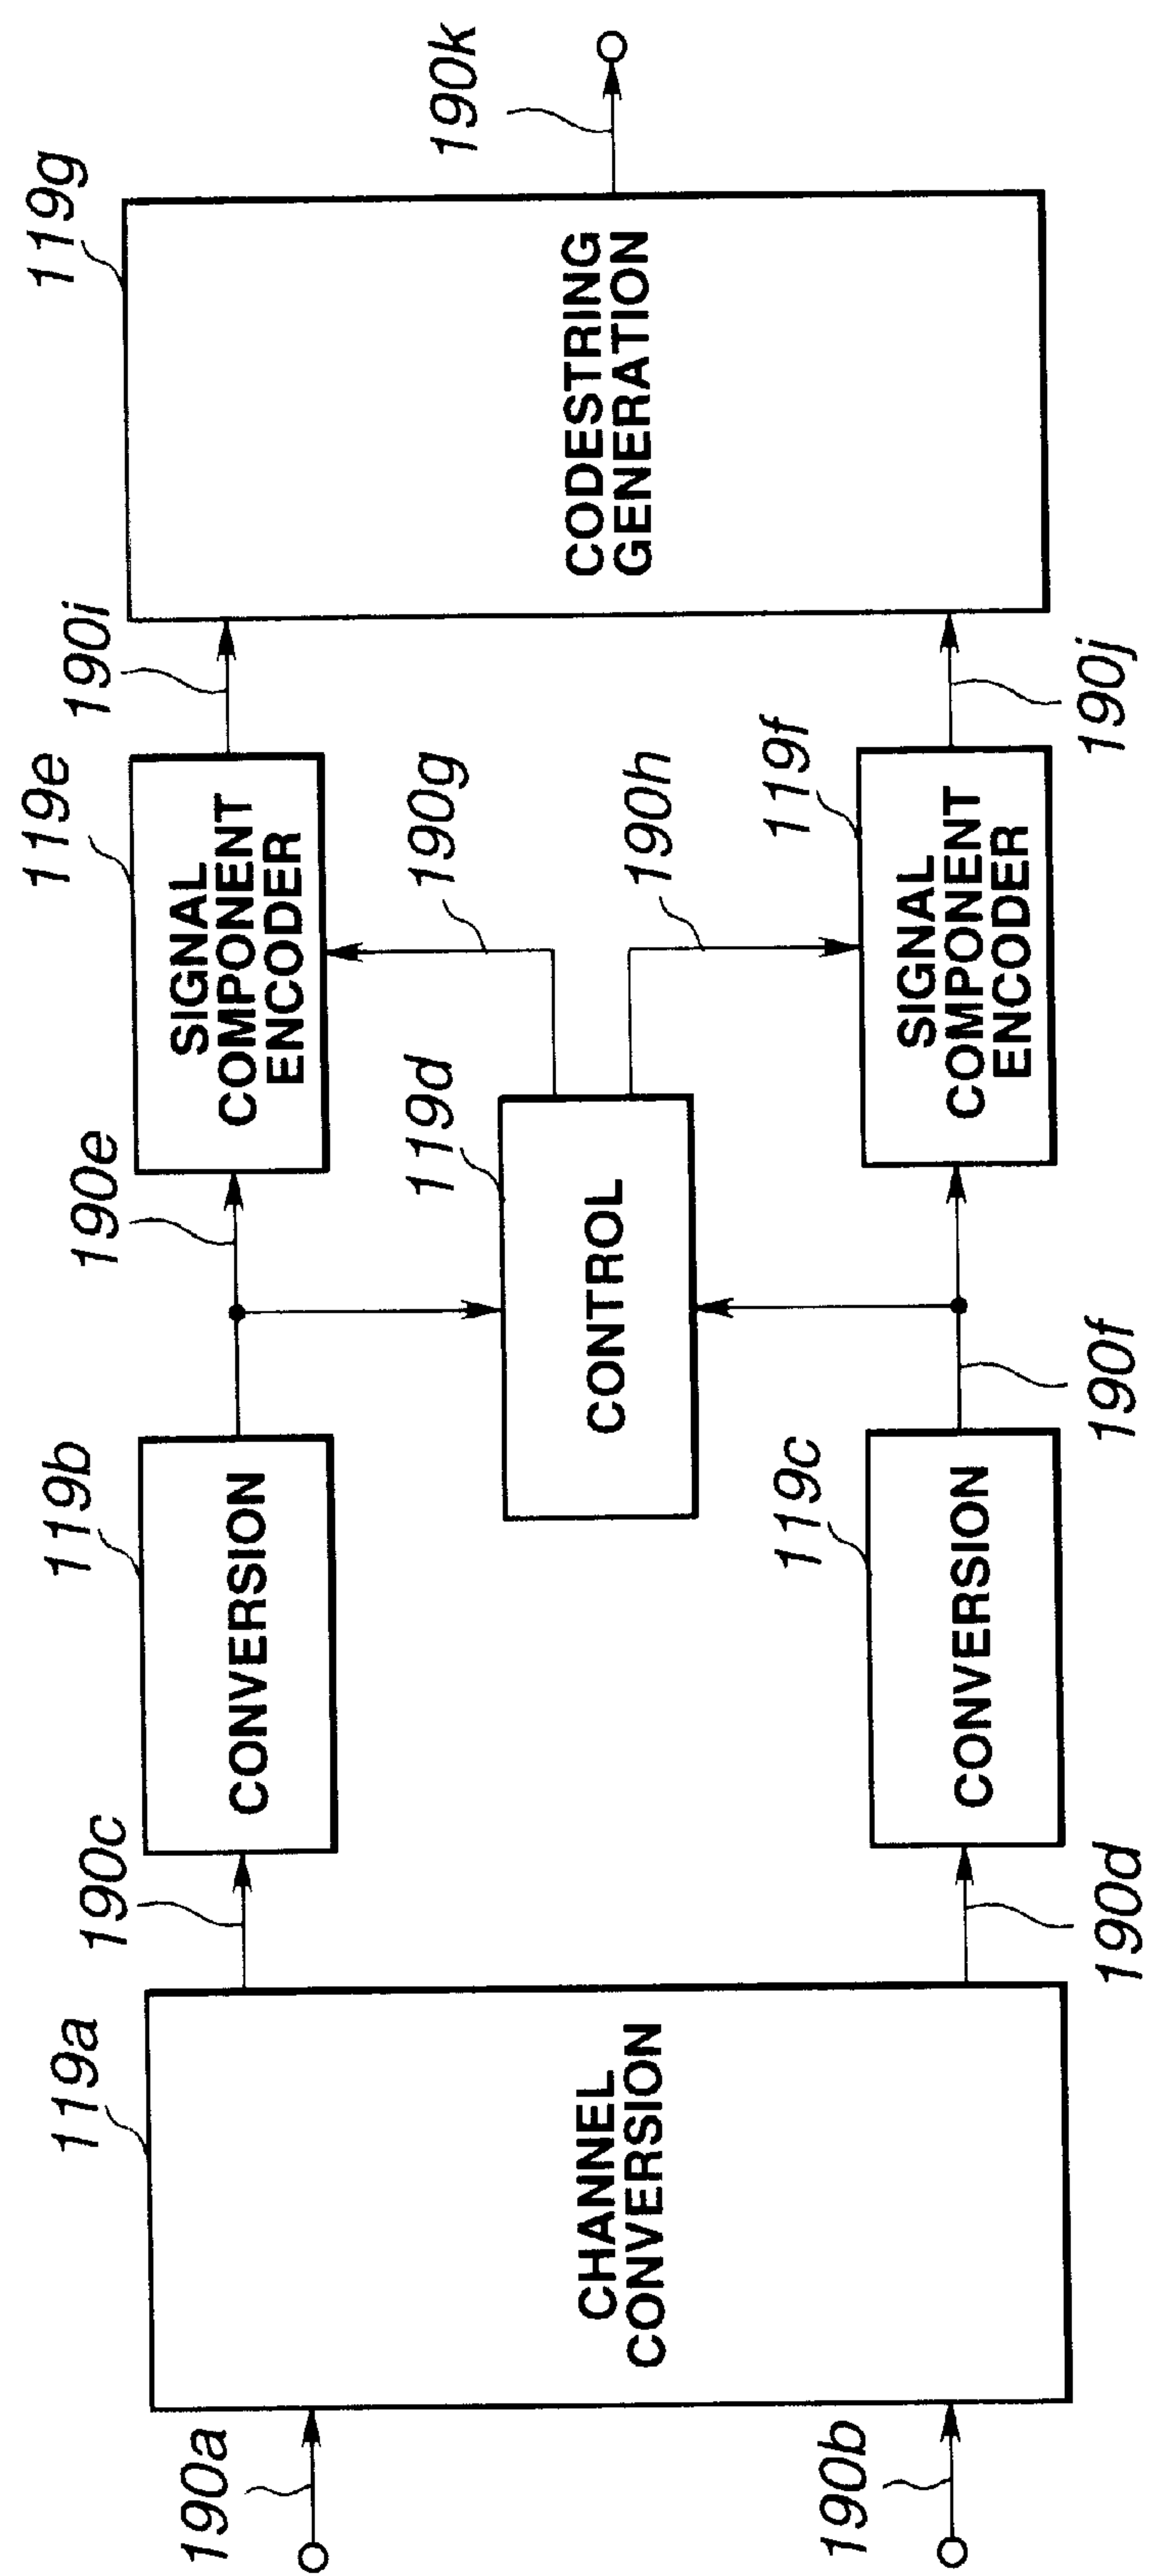 190a
190b
119a
CHANNEL
CONVERSION
190c
190d
119b
CONVERSION
119c
CONVERSION
190e
190f
119d
CONTROL
190g
190h
119e
SIGNAL
COMPONENT
ENCODER
119f
SIGNAL
COMPONENT
ENCODER
190i
190j
119g
CODESTRING
GENERATION
190k